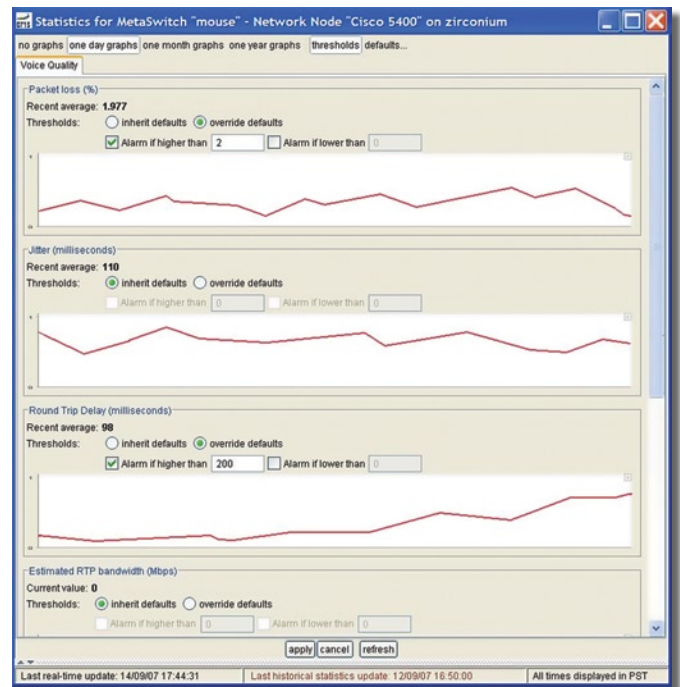 Statistics for MetaSwitch "mouse" - Network Node "Cisco 5400" on zirconium
no graphs one day graphs one month graphs one year graphs thresholds defaults...
Voice Quality
Packet loss (%)
Recent average: 1.977
Thresholds: inherit defaults override defaults
Alarm if higher than 2 Alarm if lower than 0
1
0
Jitter (milliseconds)
Recent average: 110
Thresholds: inherit defaults override defaults
Alarm if higher than 0 Alarm if lower than 0
1
0
Round Trip Delay (milliseconds)
Recent average: 98
Thresholds: inherit defaults override defaults
Alarm if higher than 200 Alarm if lower than 0
1
0
Estimated RTP bandwidth (Mbps)
Current value: 0
Thresholds: inherit defaults override defaults
Alarm if higher than 0 Alarm if lower than 0
apply cancel refresh
Last real-time update: 14/09/07 17:44:31 Last historical statistics update: 12/09/07 16:50:00 All times displayed in PST